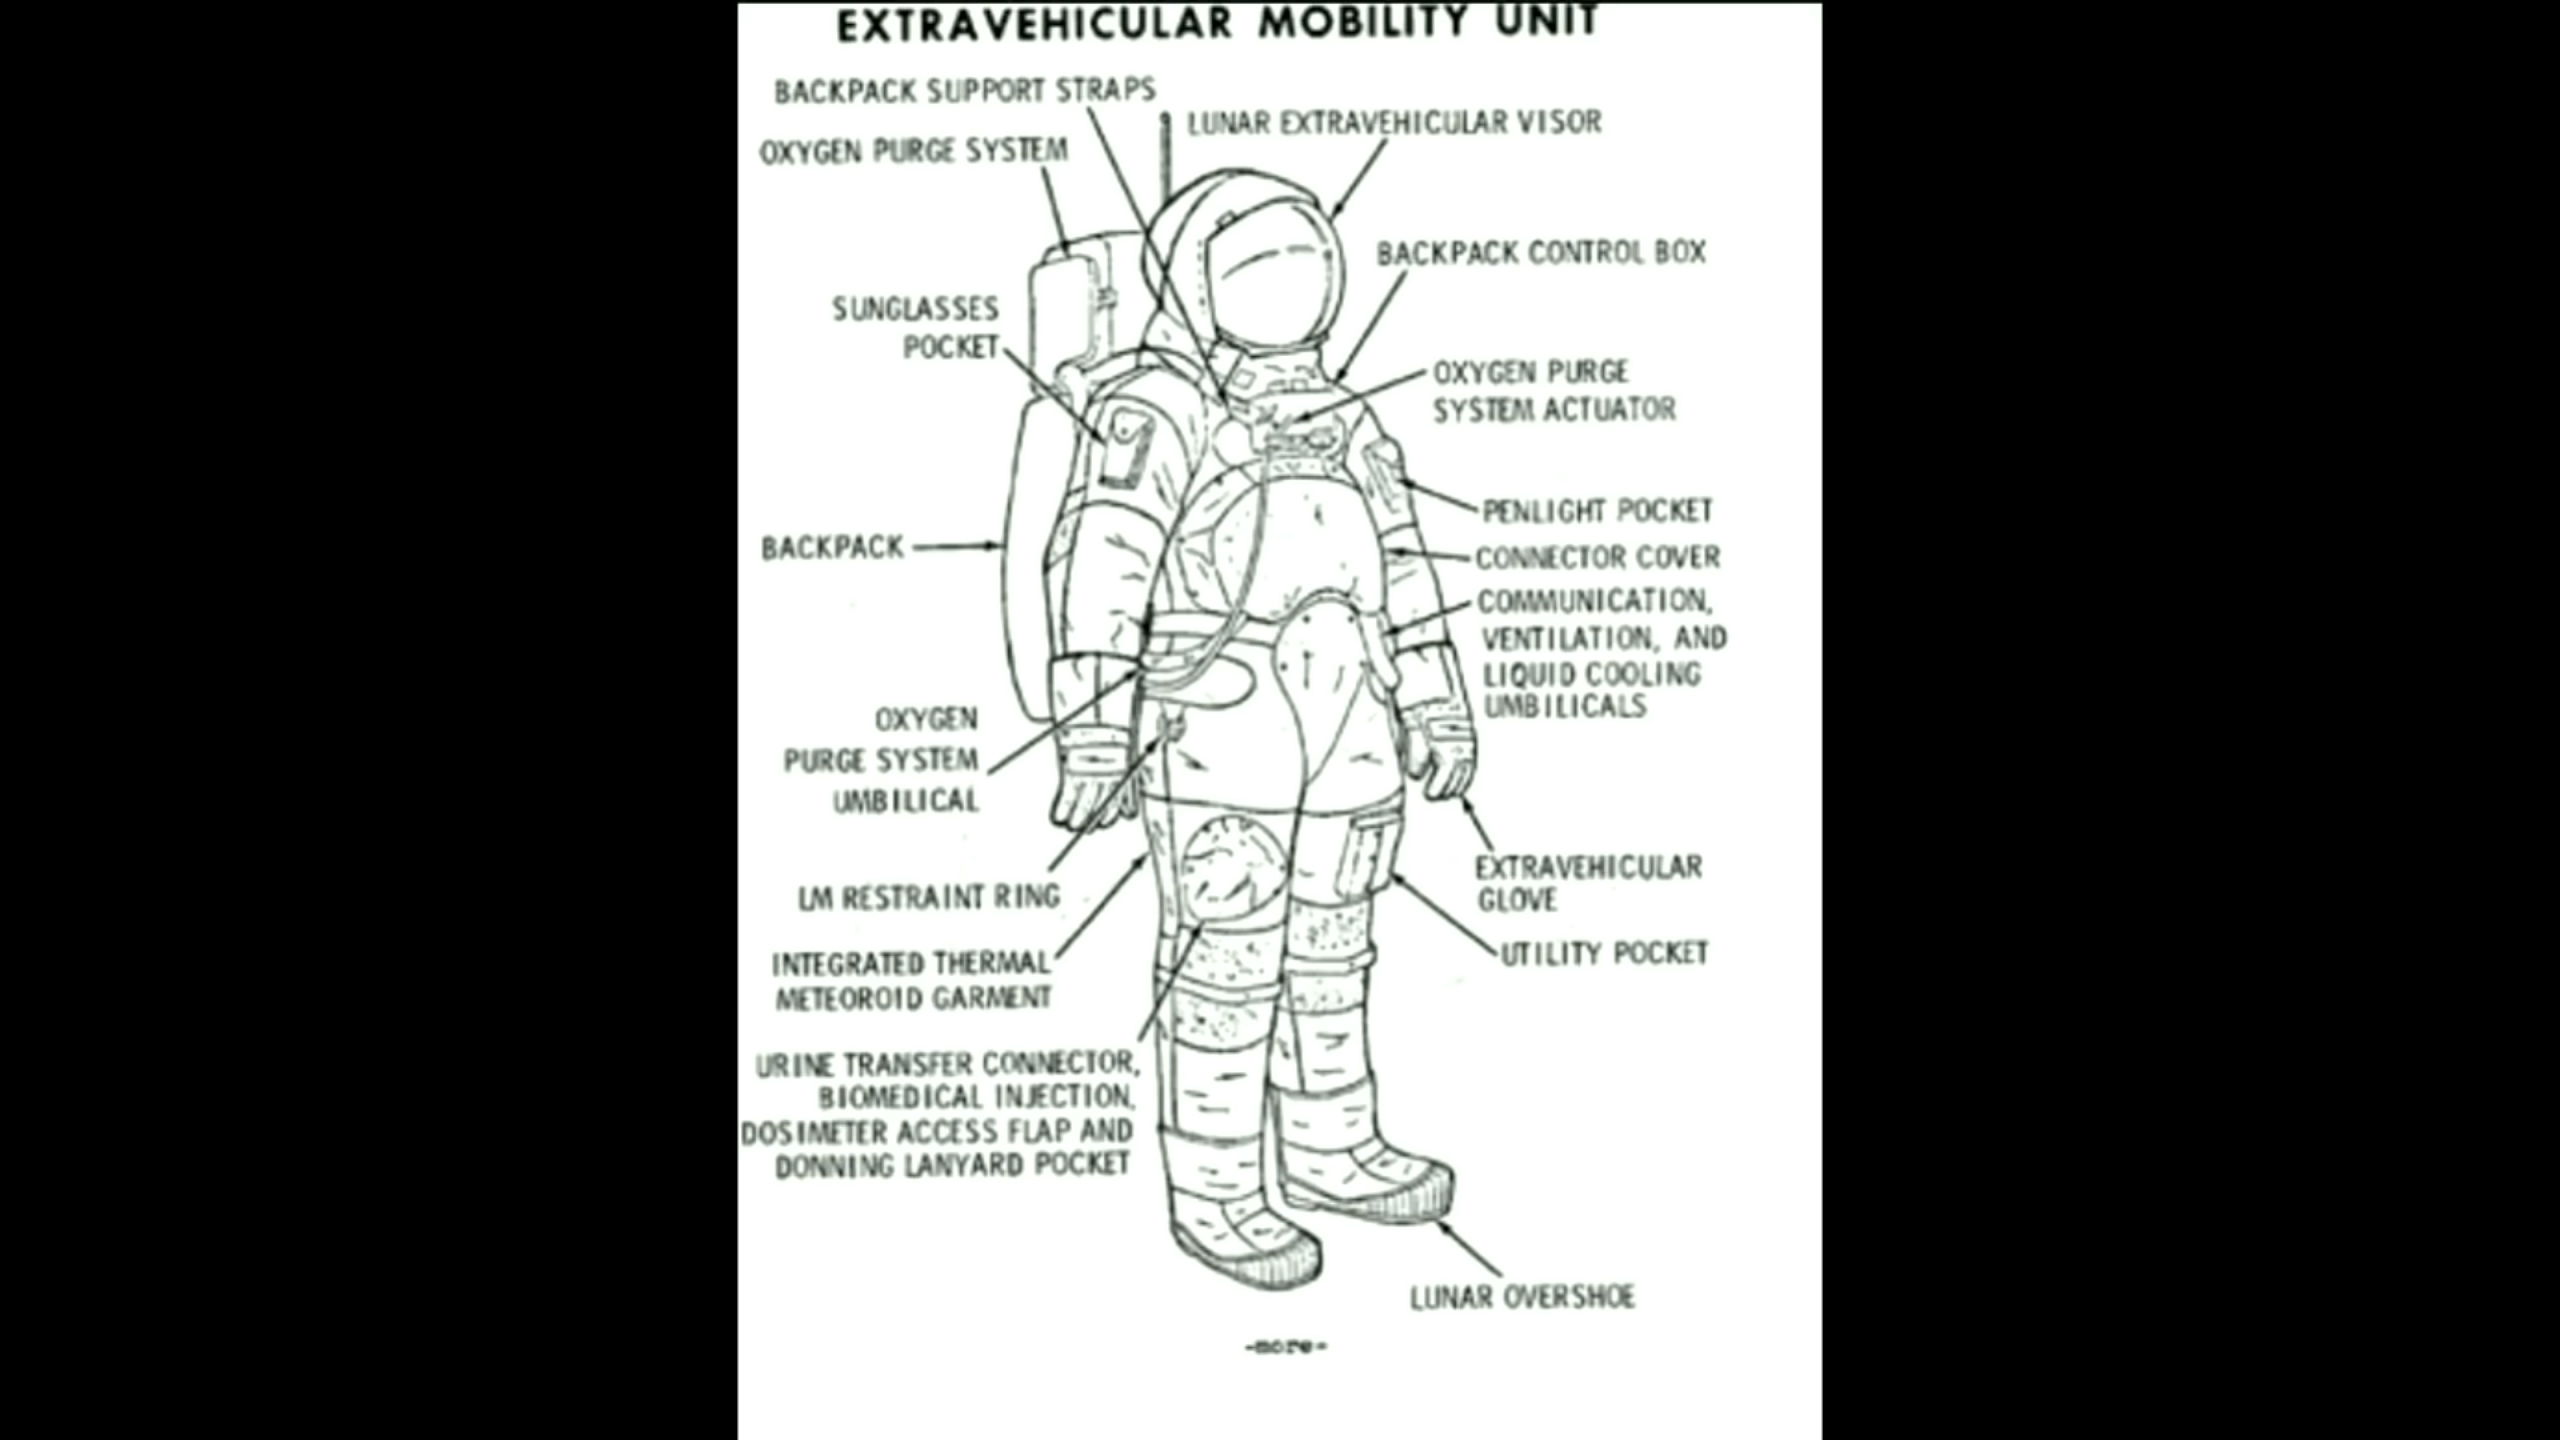 EXTRAVEHICULAR MOBILITY UNIT
BACKPACK SUPPORT STRAPS
LUNAR EXTRAVEHICULAR VISOR
OXYGEN PURGE SYSTEM
BACKPACK CONTROL BOX
SUNGLASSES
POCKET
OXYGEN PURGE
SYSTEM ACTUATOR
PENLIGHT POCKET
BACKPACK
CONNECTOR COVER
COMMUNICATION,
VENTILATION, AND
LIQUID COOLING
UMBILICALS
OXYGEN
PURGE SYSTEM
UMBILICAL
EXTRAVEHICULAR
GLOVE
LM RESTRAINT RING
UTILITY POCKET
INTEGRATED THERMAL
METEOROID GARMENT
URINE TRANSFER CONNECTOR,
BIOMEDICAL INJECTION,
DOSIMETER ACCESS FLAP AND
DONNING LANYARD POCKET
LUNAR OVERSHOE
-more-